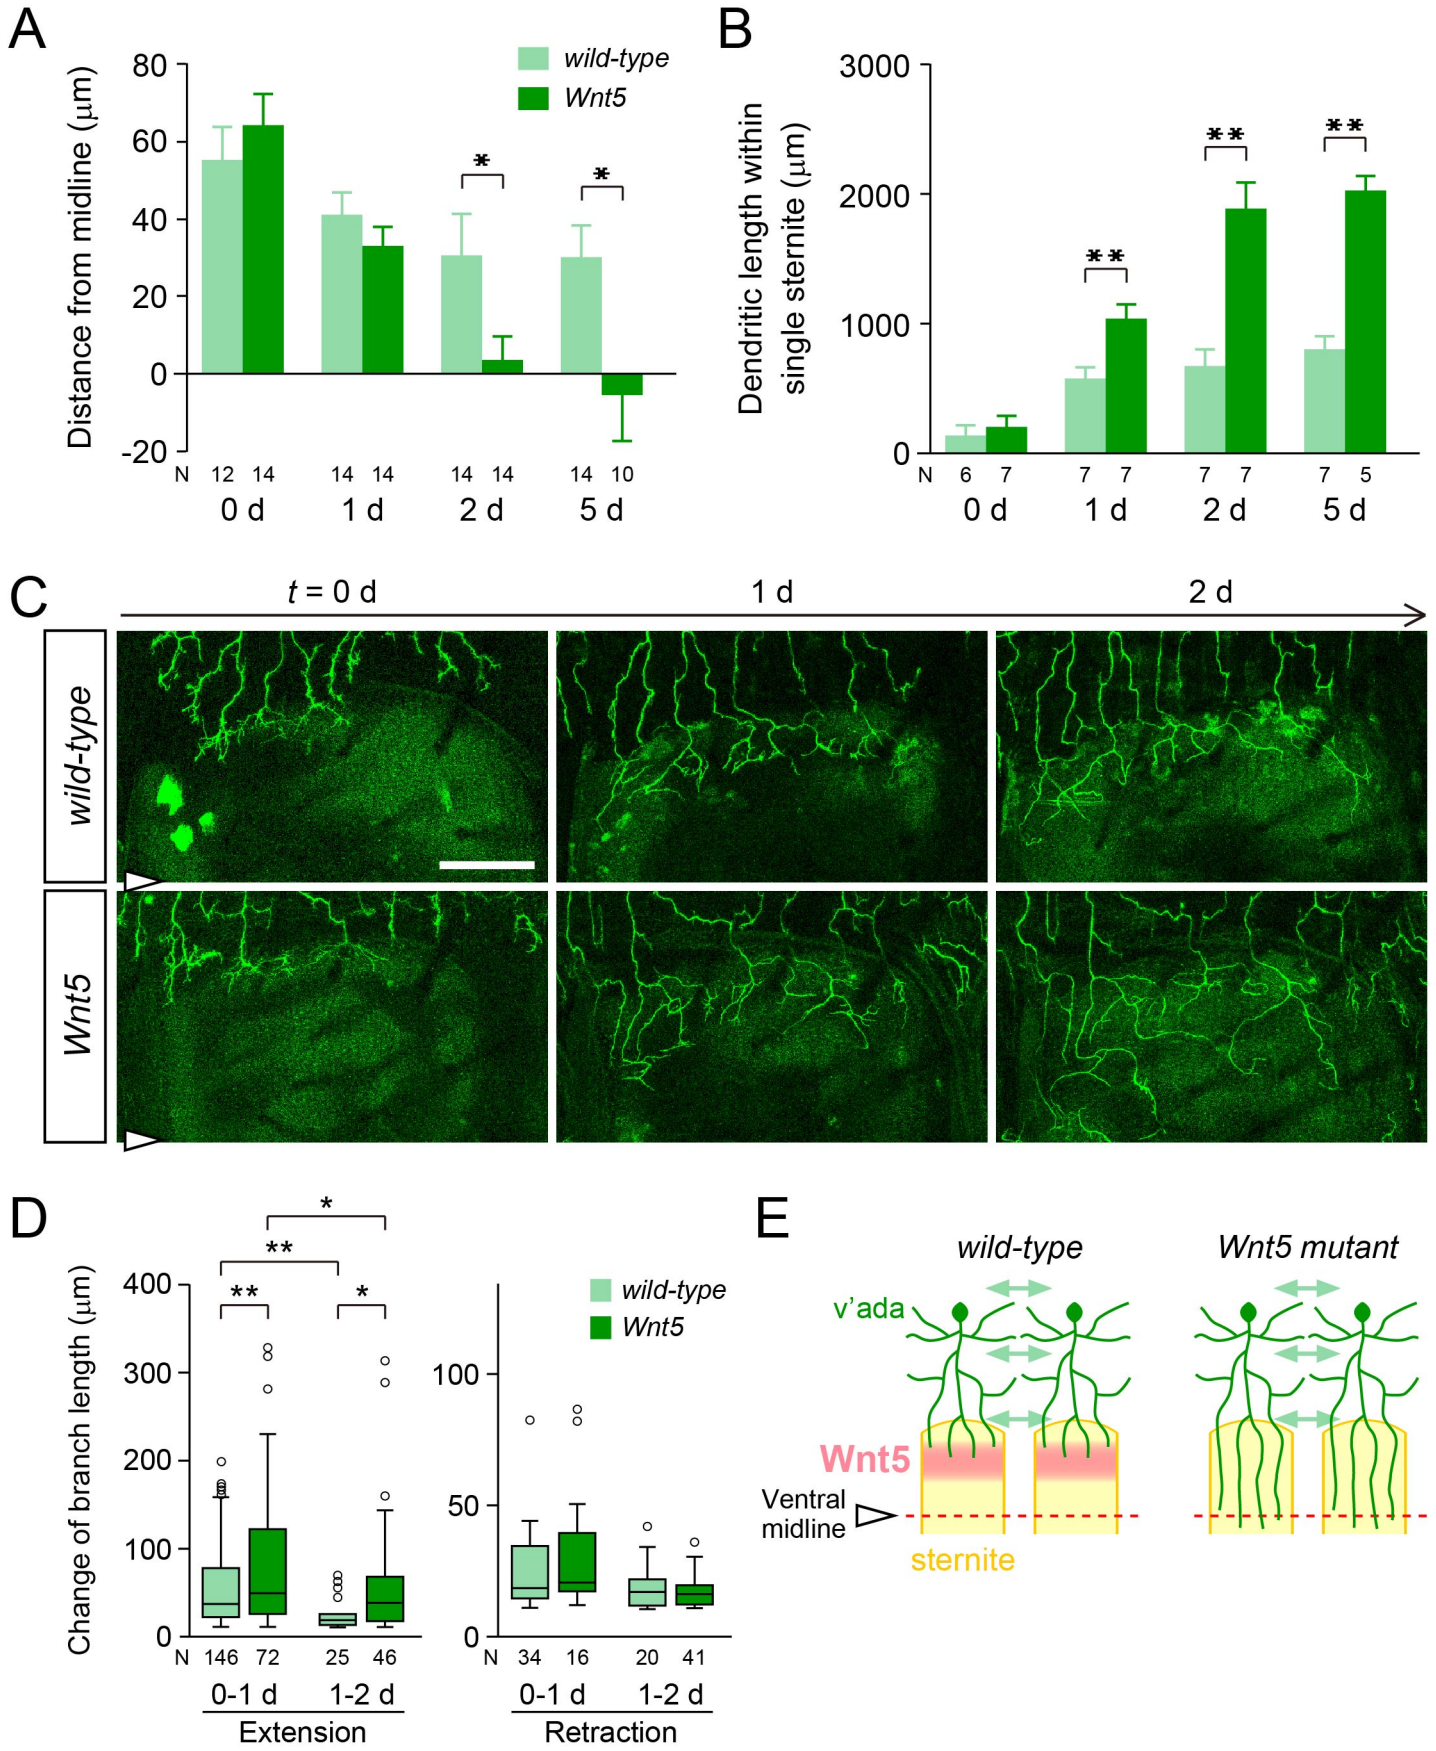 A
Distance from midline (μm)
80
60
40
20
0
-20
wild-type
Wnt5
*
*
N 12 14 14 14 14 14 14 10
0 d 1 d 2 d 5 d
B
Dendritic length within
single sternite (μm)
3000
2000
1000
0
**
**
**
N 6 7 7 7 7 7 7 5
0 d 1 d 2 d 5 d
C
t = 0 d 1 d 2 d
wild-type
Wnt5
D
Change of branch length (μm)
400
300
200
100
0
*
**
** *
N 146 72 25 46
0-1 d 1-2 d
Extension
100
50
0
wild-type
Wnt5
N 34 16 20 41
0-1 d 1-2 d
Retraction
E
wild-type Wnt5 mutant
v'ada
Wnt5
Ventral
midline
sternite